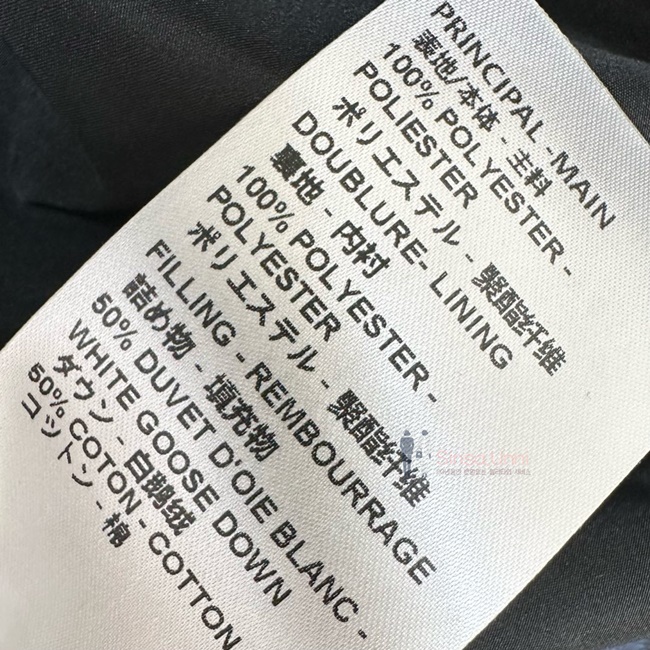 PRINCIPAL -MAIN
表地/本体 - 主料
100% POLYESTER -
POLIESTER
ポリエステル - 聚酯纤维
DOUBLURE- LINING
裏地 - 内衬
100% POLYESTER -
POLYESTER
ポリエステル - 聚酯纤维
FILLING - REMBOURRAGE
詰め物 - 填充物
50% DUVET D'OIE BLANC -
WHITE GOOSE DOWN
ダウン - 白鹅绒
50% COTON - COTTON
コットン - 棉